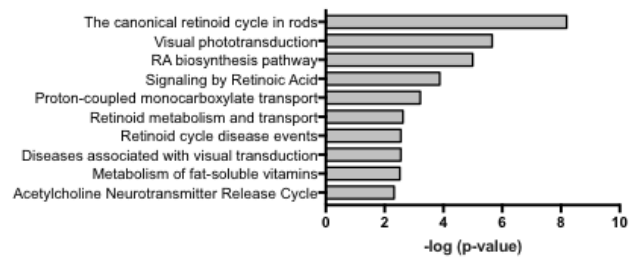 The canonical retinoid cycle in rods
Visual phototransduction
RA biosynthesis pathway
Signaling by Retinoic Acid
Proton-coupled monocarboxylate transport
Retinoid metabolism and transport
Retinoid cycle disease events
Diseases associated with visual transduction
Metabolism of fat-soluble vitamins
Acetylcholine Neurotransmitter Release Cycle
0 2 4 6 8 10
-log (p-value)